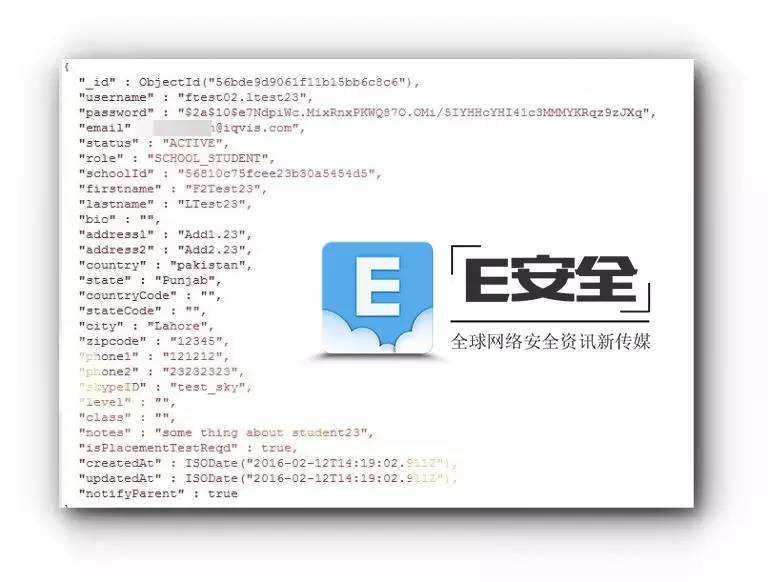 {
"_id" : ObjectId("56bde9d9061f11b15bb6c8c6"),
"username" : "ftest02.ltest23",
"password" : "$2a$10$e7NdpiWc.MixRnxPKWQ87O.OMi/5IYHHcYHI41c3MMMYKRqz9zJXq",
"email" @iqvis.com",
"status" : "ACTIVE",
"role" : "SCHOOL_STUDENT",
"schoolId" : "56810c75fcee23b30a5454d5",
"firstname" : "F2Test23",
"lastname" : "LTest23",
"bio" : "",
"address1" : "Add1.23",
"address2" : "Add2.23",
"country" : "pakistan",
"state" : "Punjab",
"countryCode" : "",
"stateCode" : "",
"city" : "Lahore",
"zipcode" : "12345",
"phone1" : "121212",
"phone2" : "23232323",
"skypeID" : "test_sky",
"level" : "",
"class" : "",
"notes" : "some thing about student23",
"isPlacementTestReqd" : true,
"createdAt" : ISODate("2016-02-12T14:19:02.911Z"),
"updatedAt" : ISODate("2016-02-12T14:19:02.911Z"),
"notifyParent" : true
E
E安全
全球网络安全资讯新传媒